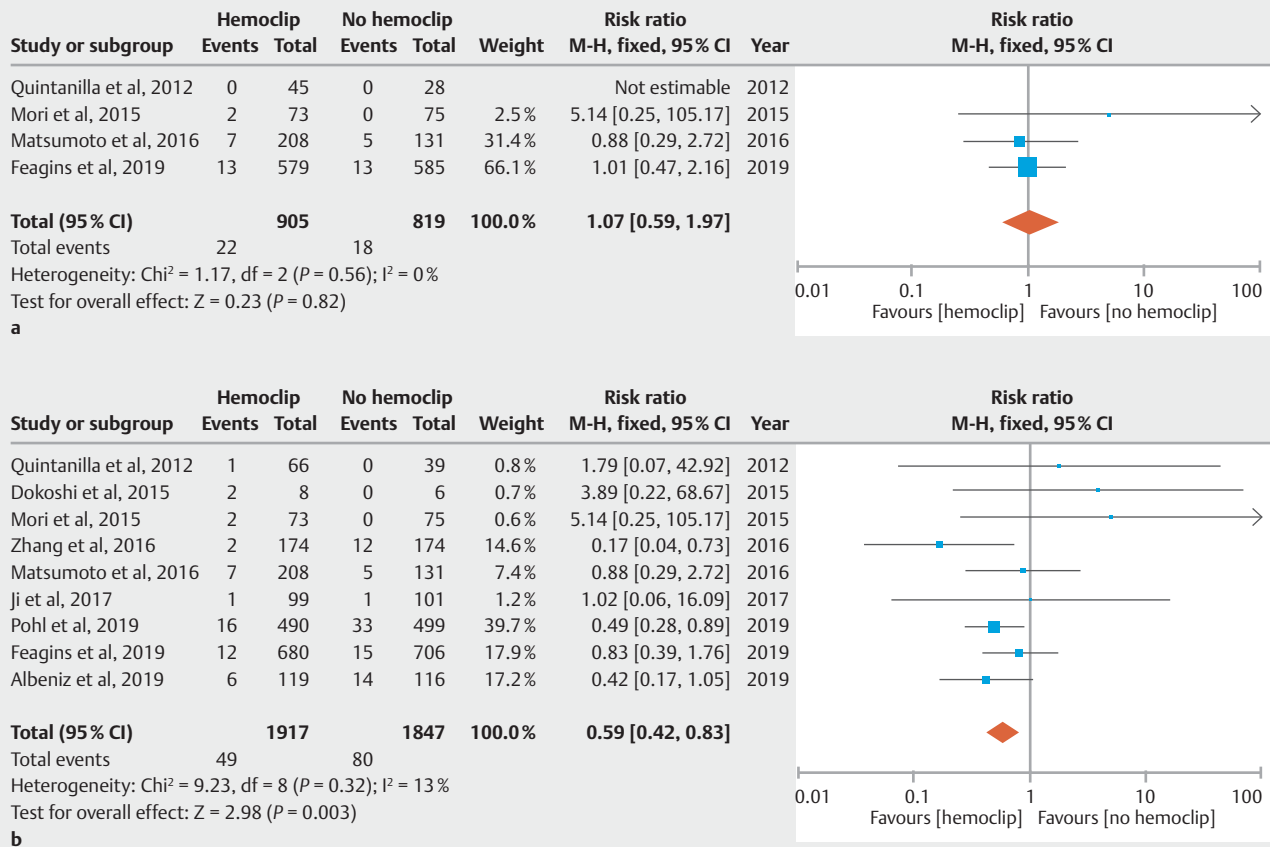 Hemoclip No hemoclip Risk ratio Risk ratio
Study or subgroup Events Total Events Total Weight M-H, fixed, 95% CI Year M-H, fixed, 95% CI
Quintanilla et al, 2012 0 45 0 28 Not estimable 2012
Mori et al, 2015 2 73 0 75 2.5% 5.14 [0.25, 105.17] 2015
Matsumoto et al, 2016 7 208 5 131 31.4% 0.88 [0.29, 2.72] 2016
Feagins et al, 2019 13 579 13 585 66.1% 1.01 [0.47, 2.16] 2019
Total (95% CI) 905 819 100.0% 1.07 [0.59, 1.97]
Total events 22 18
Heterogeneity: Chi² = 1.17, df = 2 (P = 0.56); I² = 0%
Test for overall effect: Z = 0.23 (P = 0.82)
0.01 0.1 1 10 100
Favours [hemoclip] Favours [no hemoclip]
a
Hemoclip No hemoclip Risk ratio Risk ratio
Study or subgroup Events Total Events Total Weight M-H, fixed, 95% CI Year M-H, fixed, 95% CI
Quintanilla et al, 2012 1 66 0 39 0.8% 1.79 [0.07, 42.92] 2012
Dokoshi et al, 2015 2 8 0 6 0.7% 3.89 [0.22, 68.67] 2015
Mori et al, 2015 2 73 0 75 0.6% 5.14 [0.25, 105.17] 2015
Zhang et al, 2016 2 174 12 174 14.6% 0.17 [0.04, 0.73] 2016
Matsumoto et al, 2016 7 208 5 131 7.4% 0.88 [0.29, 2.72] 2016
Ji et al, 2017 1 99 1 101 1.2% 1.02 [0.06, 16.09] 2017
Pohl et al, 2019 16 490 33 499 39.7% 0.49 [0.28, 0.89] 2019
Feagins et al, 2019 12 680 15 706 17.9% 0.83 [0.39, 1.76] 2019
Albeniz et al, 2019 6 119 14 116 17.2% 0.42 [0.17, 1.05] 2019
Total (95% CI) 1917 1847 100.0% 0.59 [0.42, 0.83]
Total events 49 80
Heterogeneity: Chi² = 9.23, df = 8 (P = 0.32); I² = 13%
Test for overall effect: Z = 2.98 (P = 0.003)
0.01 0.1 1 10 100
Favours [hemoclip] Favours [no hemoclip]
b